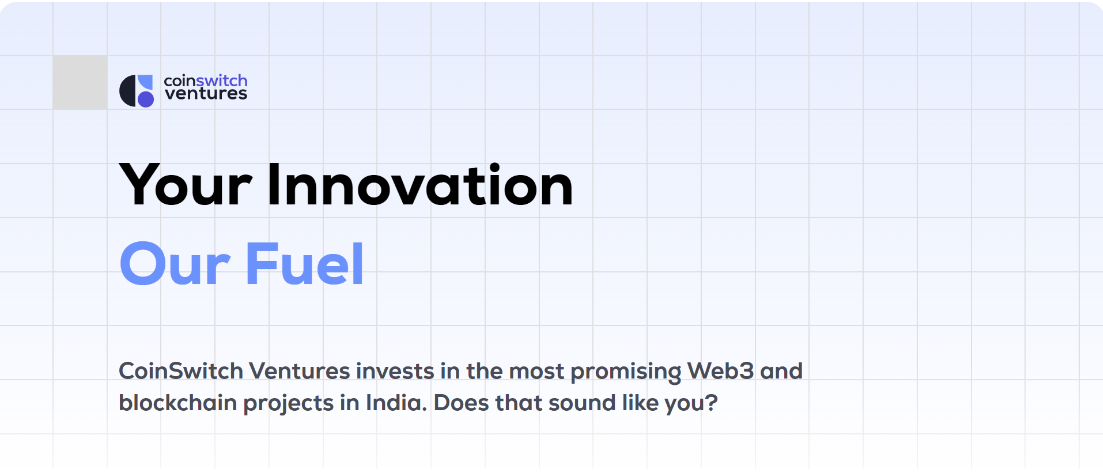 coinswitch
ventures
Your Innovation
Our Fuel
CoinSwitch Ventures invests in the most promising Web3 and
blockchain projects in India. Does that sound like you?